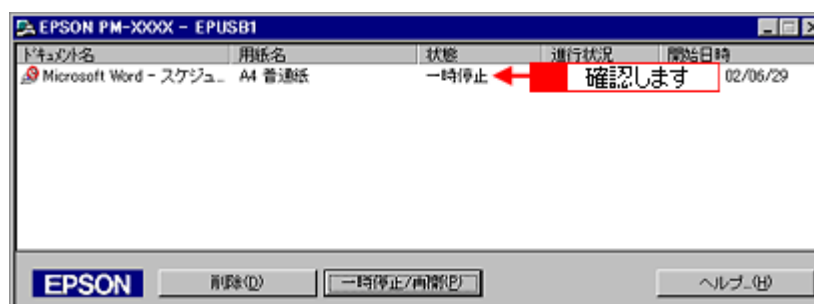 EPSON PM-XXXX - EPUSB1
ドキュメント名 用紙名 状態 進行状況 開始日時
Microsoft Word - スケジュ... A4 普通紙 一時停止 確認します 02/06/29
EPSON 削除(D) 一時停止/再開(P) ヘルプ...(H)